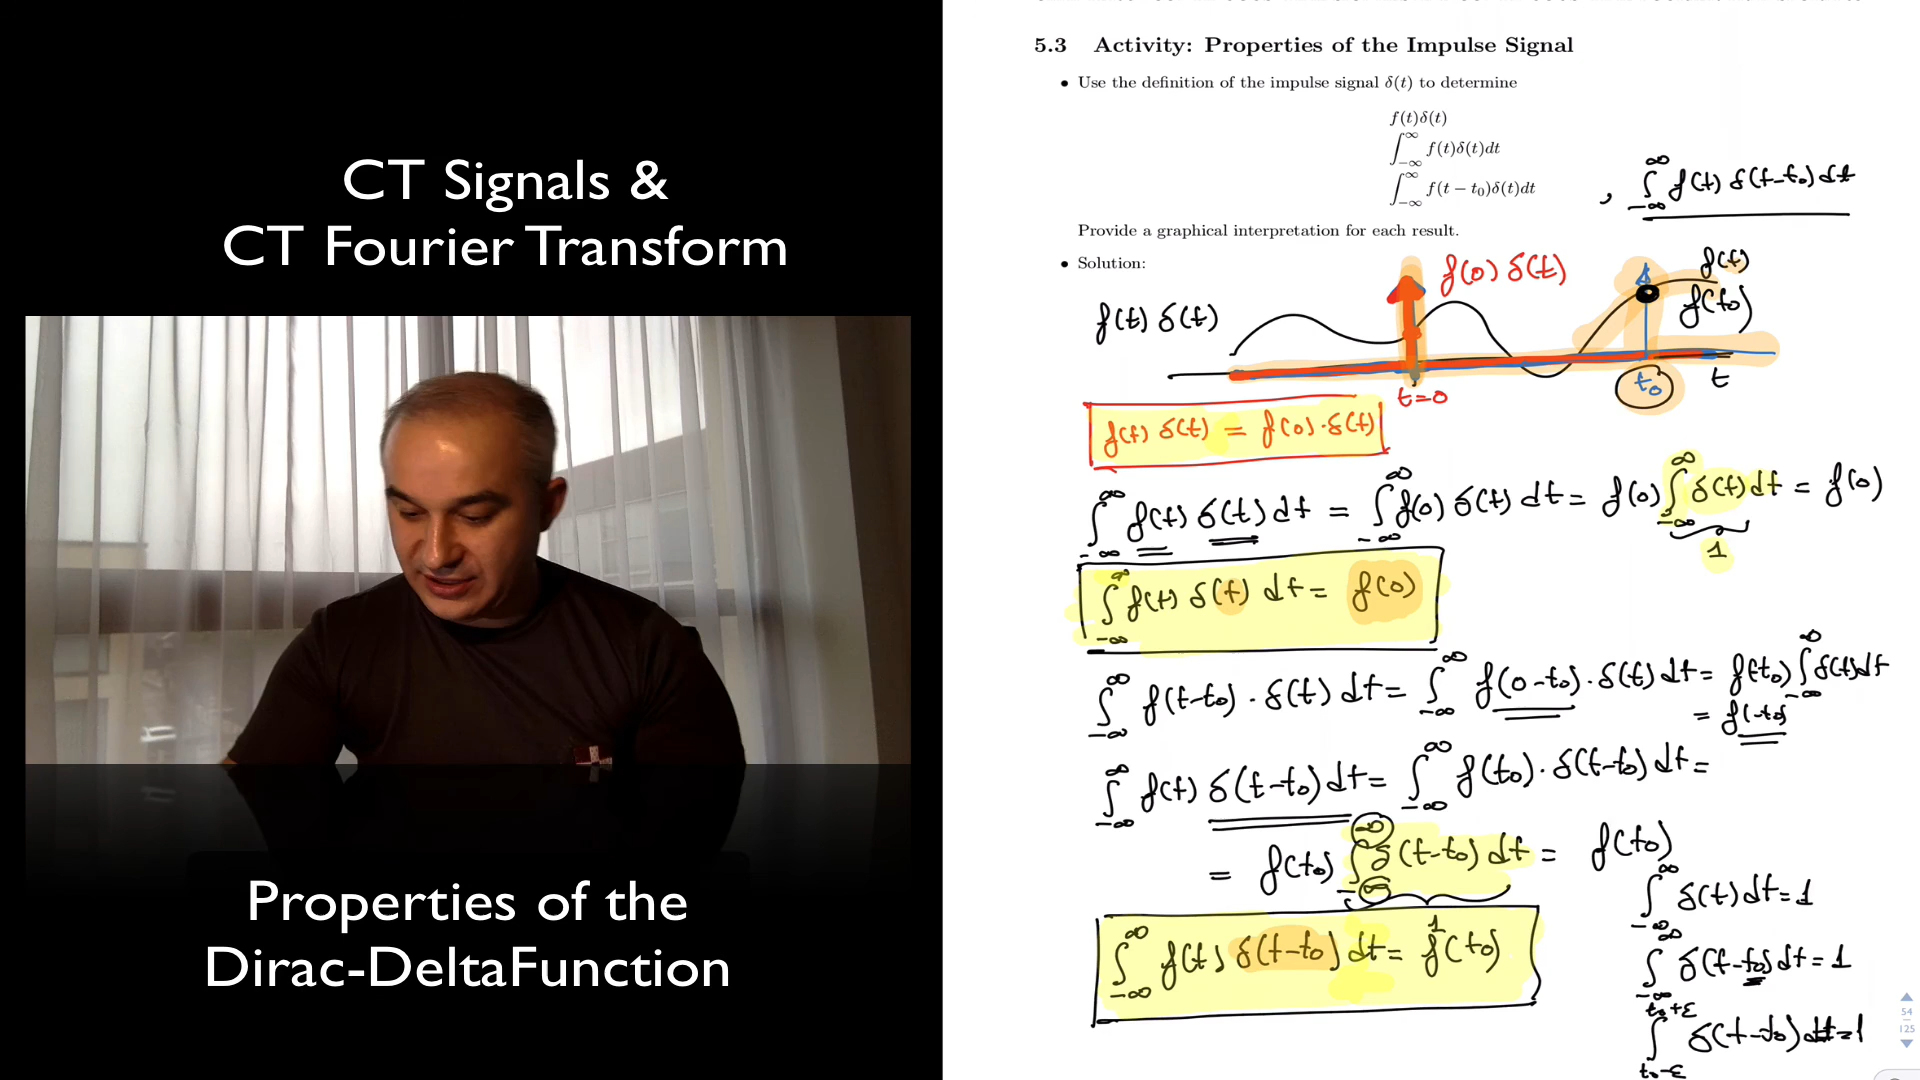 CT Signals &
CT Fourier Transform
Properties of the
Dirac-DeltaFunction
5.3 Activity: Properties of the Impulse Signal
• Use the definition of the impulse signal δ(t) to determine
f(t)δ(t)
∫_{-∞}^{∞} f(t)δ(t)dt
∫_{-∞}^{∞} f(t − t₀)δ(t)dt , ∫_{-∞}^{∞} f(t) δ(t-t₀) dt
Provide a graphical interpretation for each result.
• Solution:
f(0) δ(t)
f(t)
f(t₀)
f(t) δ(t)
t=0
t₀
t
f(t) δ(t) = f(0)·δ(t)
∫_{-∞}^{∞} f(t) δ(t) dt = ∫_{-∞}^{∞} f(0) δ(t) dt = f(0) ∫_{-∞}^{∞} δ(t) dt = f(0)
1
∫_{-∞}^{∞} f(t) δ(t) dt = f(0)
∫_{-∞}^{∞} f(t-t₀) · δ(t) dt = ∫_{-∞}^{∞} f(0-t₀) · δ(t) dt = f(-t₀) ∫_{-∞}^{∞} δ(t)dt
= f(-t₀)
∫_{-∞}^{∞} f(t) δ(t-t₀) dt = ∫_{-∞}^{∞} f(t₀) · δ(t-t₀) dt =
= f(t₀) ∫_{-∞}^{∞} δ(t-t₀) dt = f(t₀)
1
∫_{-∞}^{∞} f(t) δ(t-t₀) dt = f(t₀)
∫_{-∞}^{∞} δ(t) dt = 1
∫_{-∞}^{∞} δ(t-t₀) dt = 1
∫_{t₀-ε}^{t₀+ε} δ(t-t₀) dt = 1
54
125